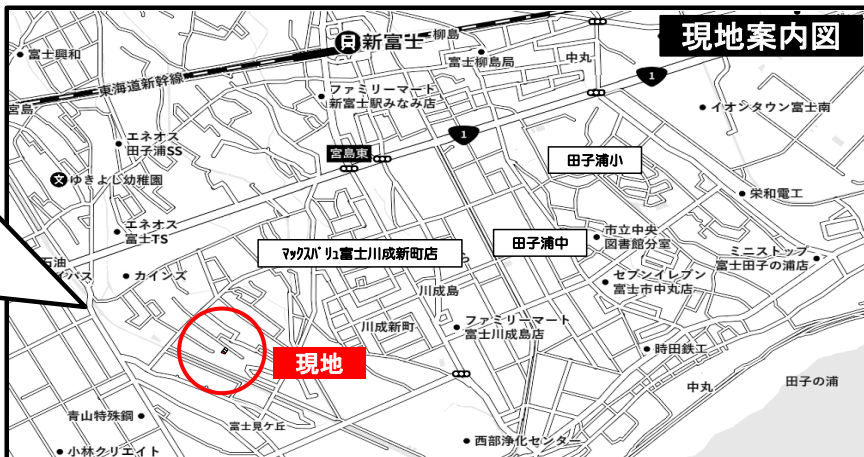 現地案内図
新富士
柳島
富士柳島局
中丸
富士興和
東海道新幹線
宮島
1
ファミリーマート
新富士駅みなみ店
イオンタウン富士南
エネオス
田子浦SS
1
宮島東
田子浦小
文
ゆきよし幼稚園
栄和電工
エネオス
富士TS
田子浦中
市立中央
図書館分室
ミニストップ
富士田子の浦店
マックスバリュ富士川成新町店
石油
イバス
カインズ
セブンイレブン
富士市中丸店
川成島
川成新町
ファミリーマート
富士川成島店
時田鉄工
現地
中丸
田子の浦
青山特殊鋼
富士見ケ丘
小林クリエイト
西部浄化センター